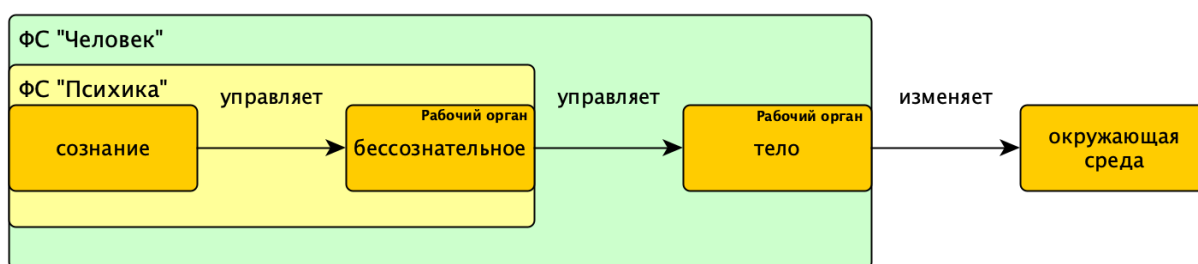 ФС "Человек"
ФС "Психика"
управляет
управляет
изменяет
Рабочий орган
Рабочий орган
сознание
бессознательное
тело
окружающая
среда